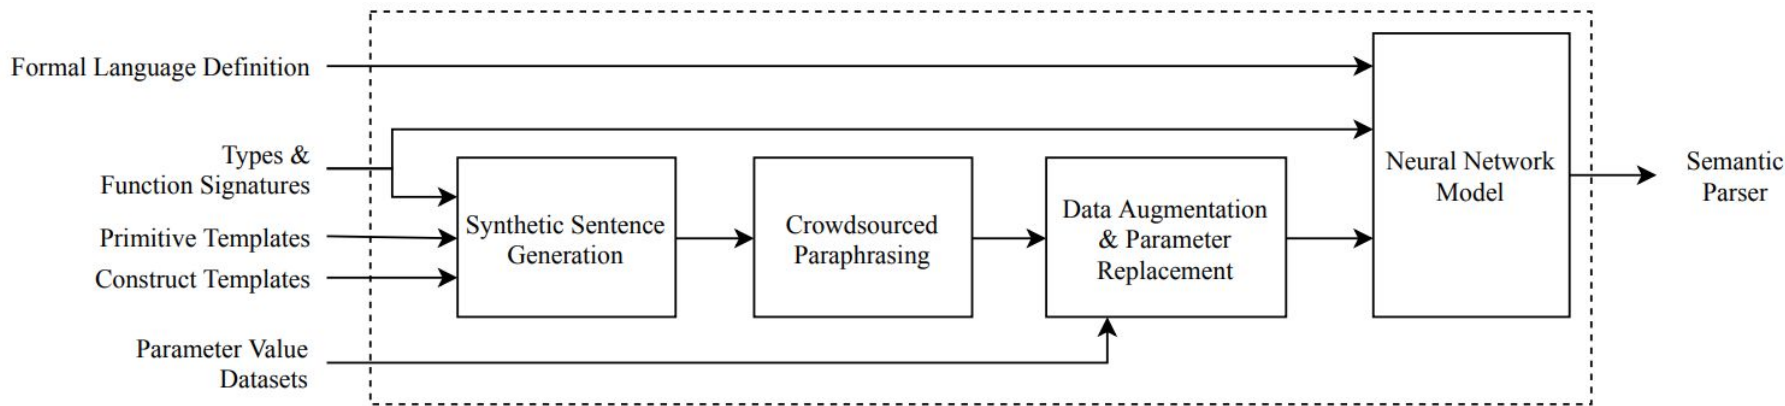 Formal Language Definition
Types &
Function Signatures
Primitive Templates
Construct Templates
Parameter Value
Datasets
Synthetic Sentence
Generation
Crowdsourced
Paraphrasing
Data Augmentation
& Parameter
Replacement
Neural Network
Model
Semantic
Parser